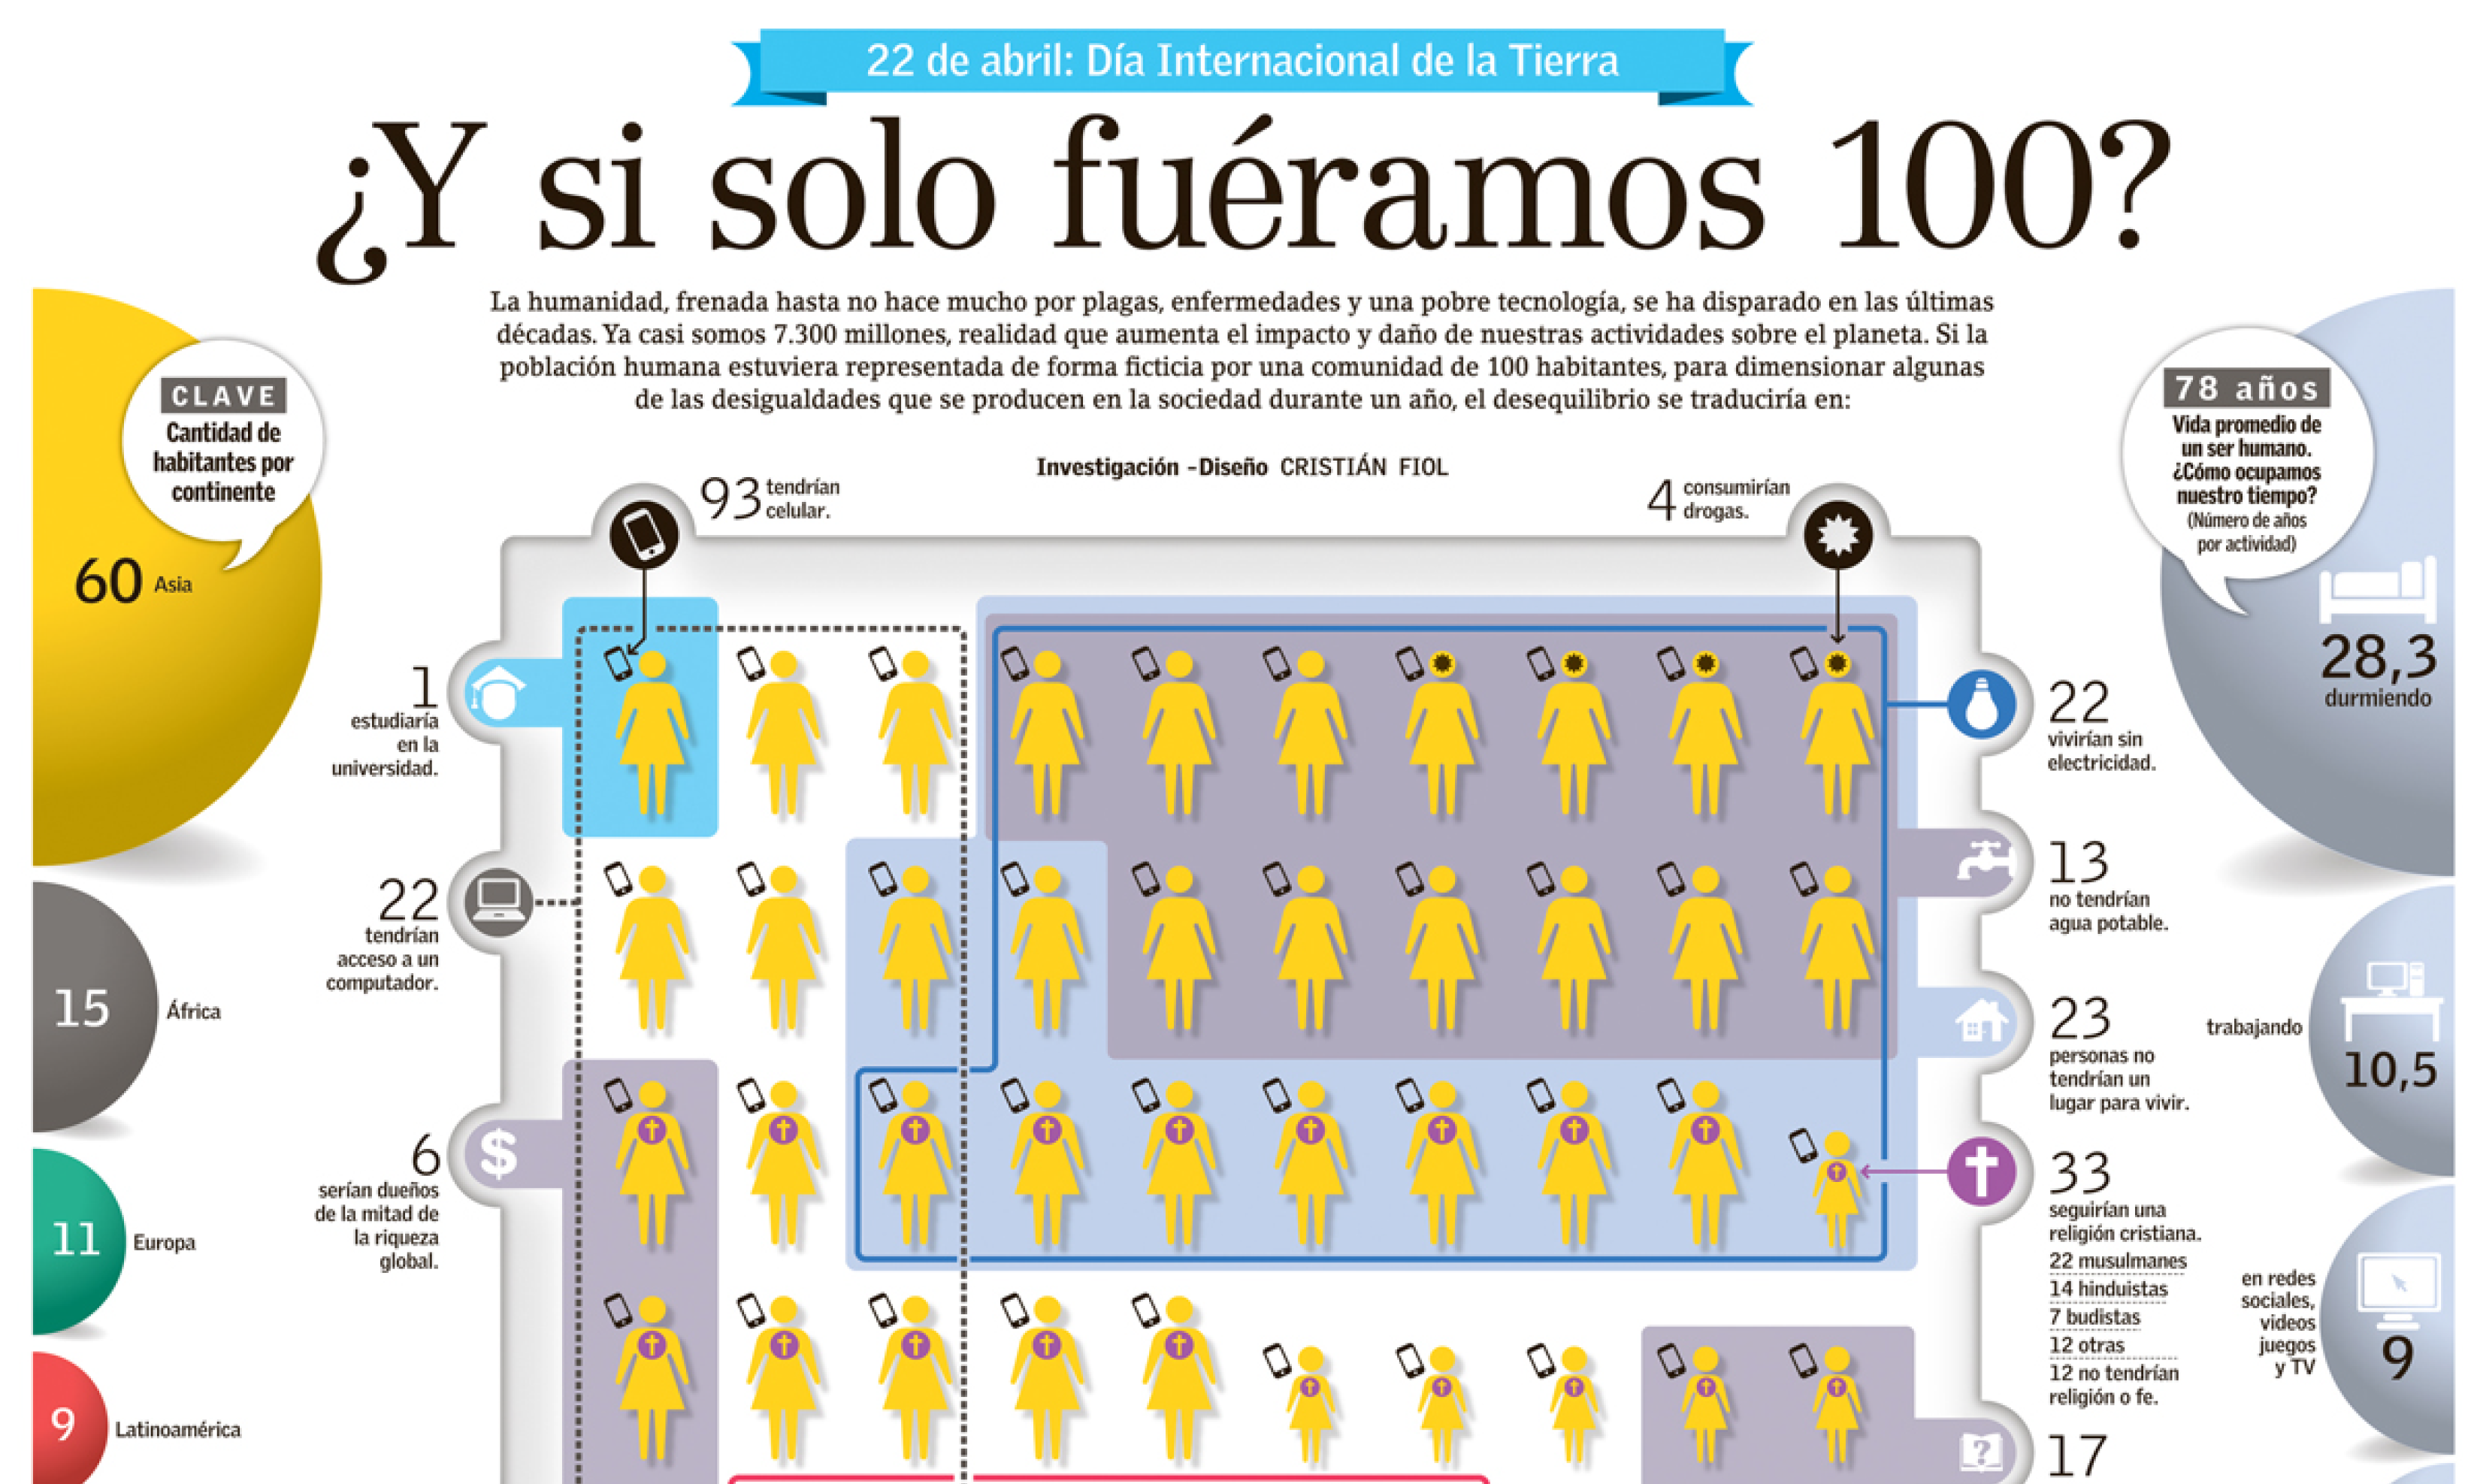 22 de abril: Día Internacional de la Tierra
¿Y si solo fuéramos 100?
La humanidad, frenada hasta no hace mucho por plagas, enfermedades y una pobre tecnología, se ha disparado en las últimas
décadas. Ya casi somos 7.300 millones, realidad que aumenta el impacto y daño de nuestras actividades sobre el planeta. Si la
población humana estuviera representada de forma ficticia por una comunidad de 100 habitantes, para dimensionar algunas
de las desigualdades que se producen en la sociedad durante un año, el desequilibrio se traduciría en:
Investigación -Diseño CRISTIÁN FIOL
CLAVE
Cantidad de
habitantes por
continente
60 Asia
15 África
11 Europa
9 Latinoamérica
93 tendrían
celular.
4 consumirían
drogas.
1
estudiaría
en la
universidad.
22
tendrían
acceso a un
computador.
$
6
serían dueños
de la mitad de
la riqueza
global.
22
vivirían sin
electricidad.
13
no tendrían
agua potable.
23
personas no
tendrían un
lugar para vivir.
33
seguirían una
religión cristiana.
22 musulmanes
14 hinduistas
7 budistas
12 otras
12 no tendrían
religión o fe.
?
17
78 años
Vida promedio de
un ser humano.
¿Cómo ocupamos
nuestro tiempo?
(Número de años
por actividad)
28,3
durmiendo
trabajando
10,5
en redes
sociales,
videos
juegos
y TV
9